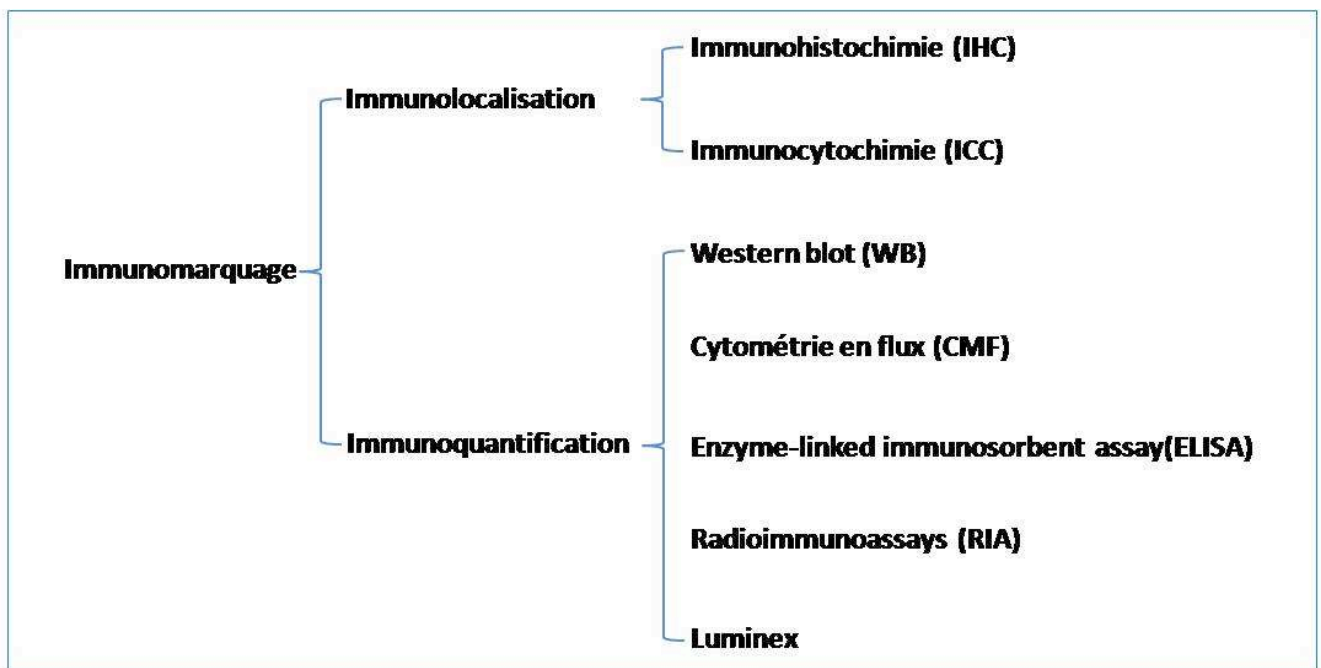 Immunomarquage
Immunolocalisation
Immunohistochimie (IHC)
Immunocytochimie (ICC)
Immunoquantification
Western blot (WB)
Cytométrie en flux (CMF)
Enzyme-linked immunosorbent assay(ELISA)
Radioimmunoassays (RIA)
Luminex